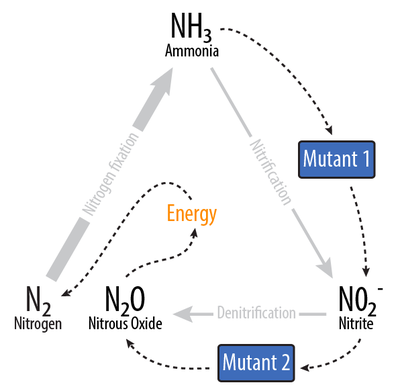 NH₃
Ammonia
Mutant 1
Nitrogen fixation
Nitrification
Energy
N₂
Nitrogen
N₂O
Nitrous Oxide
Denitrification
NO₂⁻
Nitrite
Mutant 2